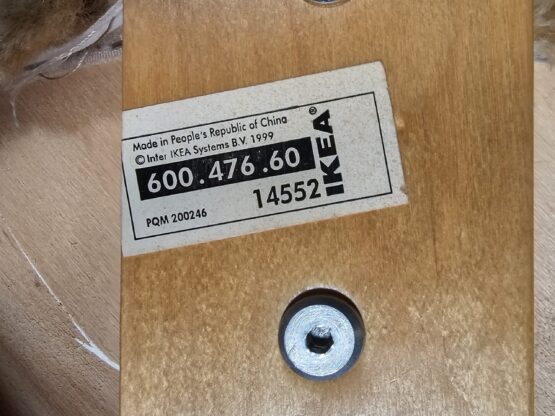 Made in People's Republic of China
© Inter IKEA Systems B.V. 1999
600.476.60
14552
IKEA®
PQM 200246